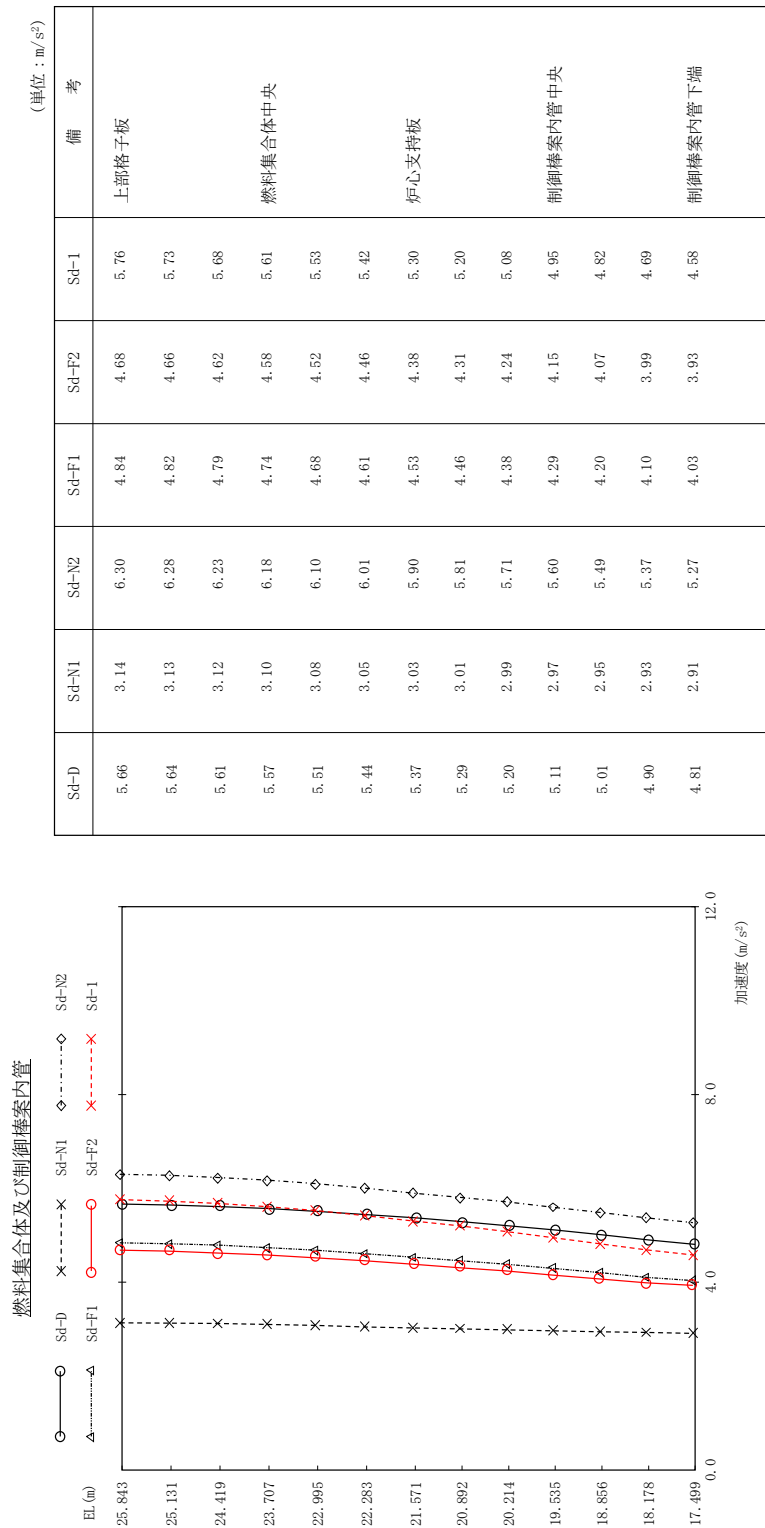 燃料集合体及び制御棒案内管
Sd-D Sd-N1 Sd-N2
Sd-F1 Sd-F2 Sd-1
EL(m)
25.843
25.131
24.419
23.707
22.995
22.283
21.571
20.892
20.214
19.535
18.856
18.178
17.499
0.0 4.0 8.0 12.0
加速度(m/s²)
(単位:m/s²)
Sd-D Sd-N1 Sd-N2 Sd-F1 Sd-F2 Sd-1 備 考
5.66 3.14 6.30 4.84 4.68 5.76 上部格子板
5.64 3.13 6.28 4.82 4.66 5.73
5.61 3.12 6.23 4.79 4.62 5.68
5.57 3.10 6.18 4.74 4.58 5.61 燃料集合体中央
5.51 3.08 6.10 4.68 4.52 5.53
5.44 3.05 6.01 4.61 4.46 5.42
5.37 3.03 5.90 4.53 4.38 5.30 炉心支持板
5.29 3.01 5.81 4.46 4.31 5.20
5.20 2.99 5.71 4.38 4.24 5.08
5.11 2.97 5.60 4.29 4.15 4.95 制御棒案内管中央
5.01 2.95 5.49 4.20 4.07 4.82
4.90 2.93 5.37 4.10 3.99 4.69
4.81 2.91 5.27 4.03 3.93 4.58 制御棒案内管下端